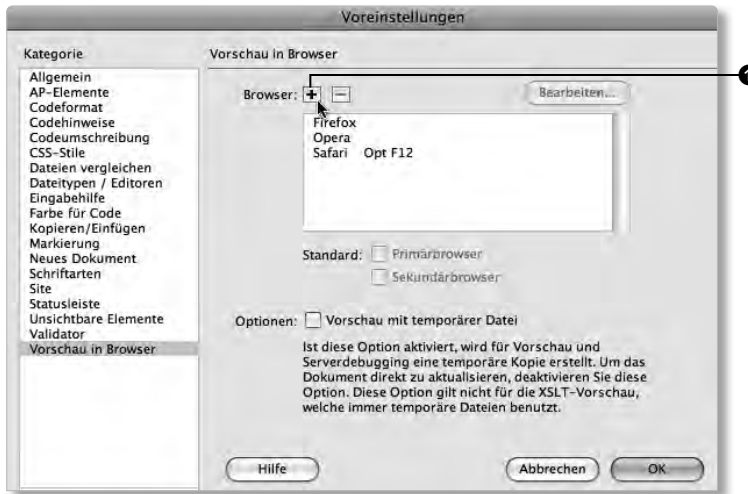 Voreinstellungen
Kategorie
Vorschau in Browser
Allgemein
AP-Elemente
Codeformat
Codehinweise
Codeumschreibung
CSS-Stile
Dateien vergleichen
Dateitypen / Editoren
Eingabehilfe
Farbe für Code
Kopieren/Einfügen
Markierung
Neues Dokument
Schriftarten
Site
Statusleiste
Unsichtbare Elemente
Validator
Vorschau in Browser
Browser: + −
Bearbeiten...
Firefox
Opera
Safari Opt F12
Standard: Primärbrowser
Sekundärbrowser
Optionen: Vorschau mit temporärer Datei
Ist diese Option aktiviert, wird für Vorschau und
Serverdebugging eine temporäre Kopie erstellt. Um das
Dokument direkt zu aktualisieren, deaktivieren Sie diese
Option. Diese Option gilt nicht für die XSLT-Vorschau,
welche immer temporäre Dateien benutzt.
Hilfe
Abbrechen
OK